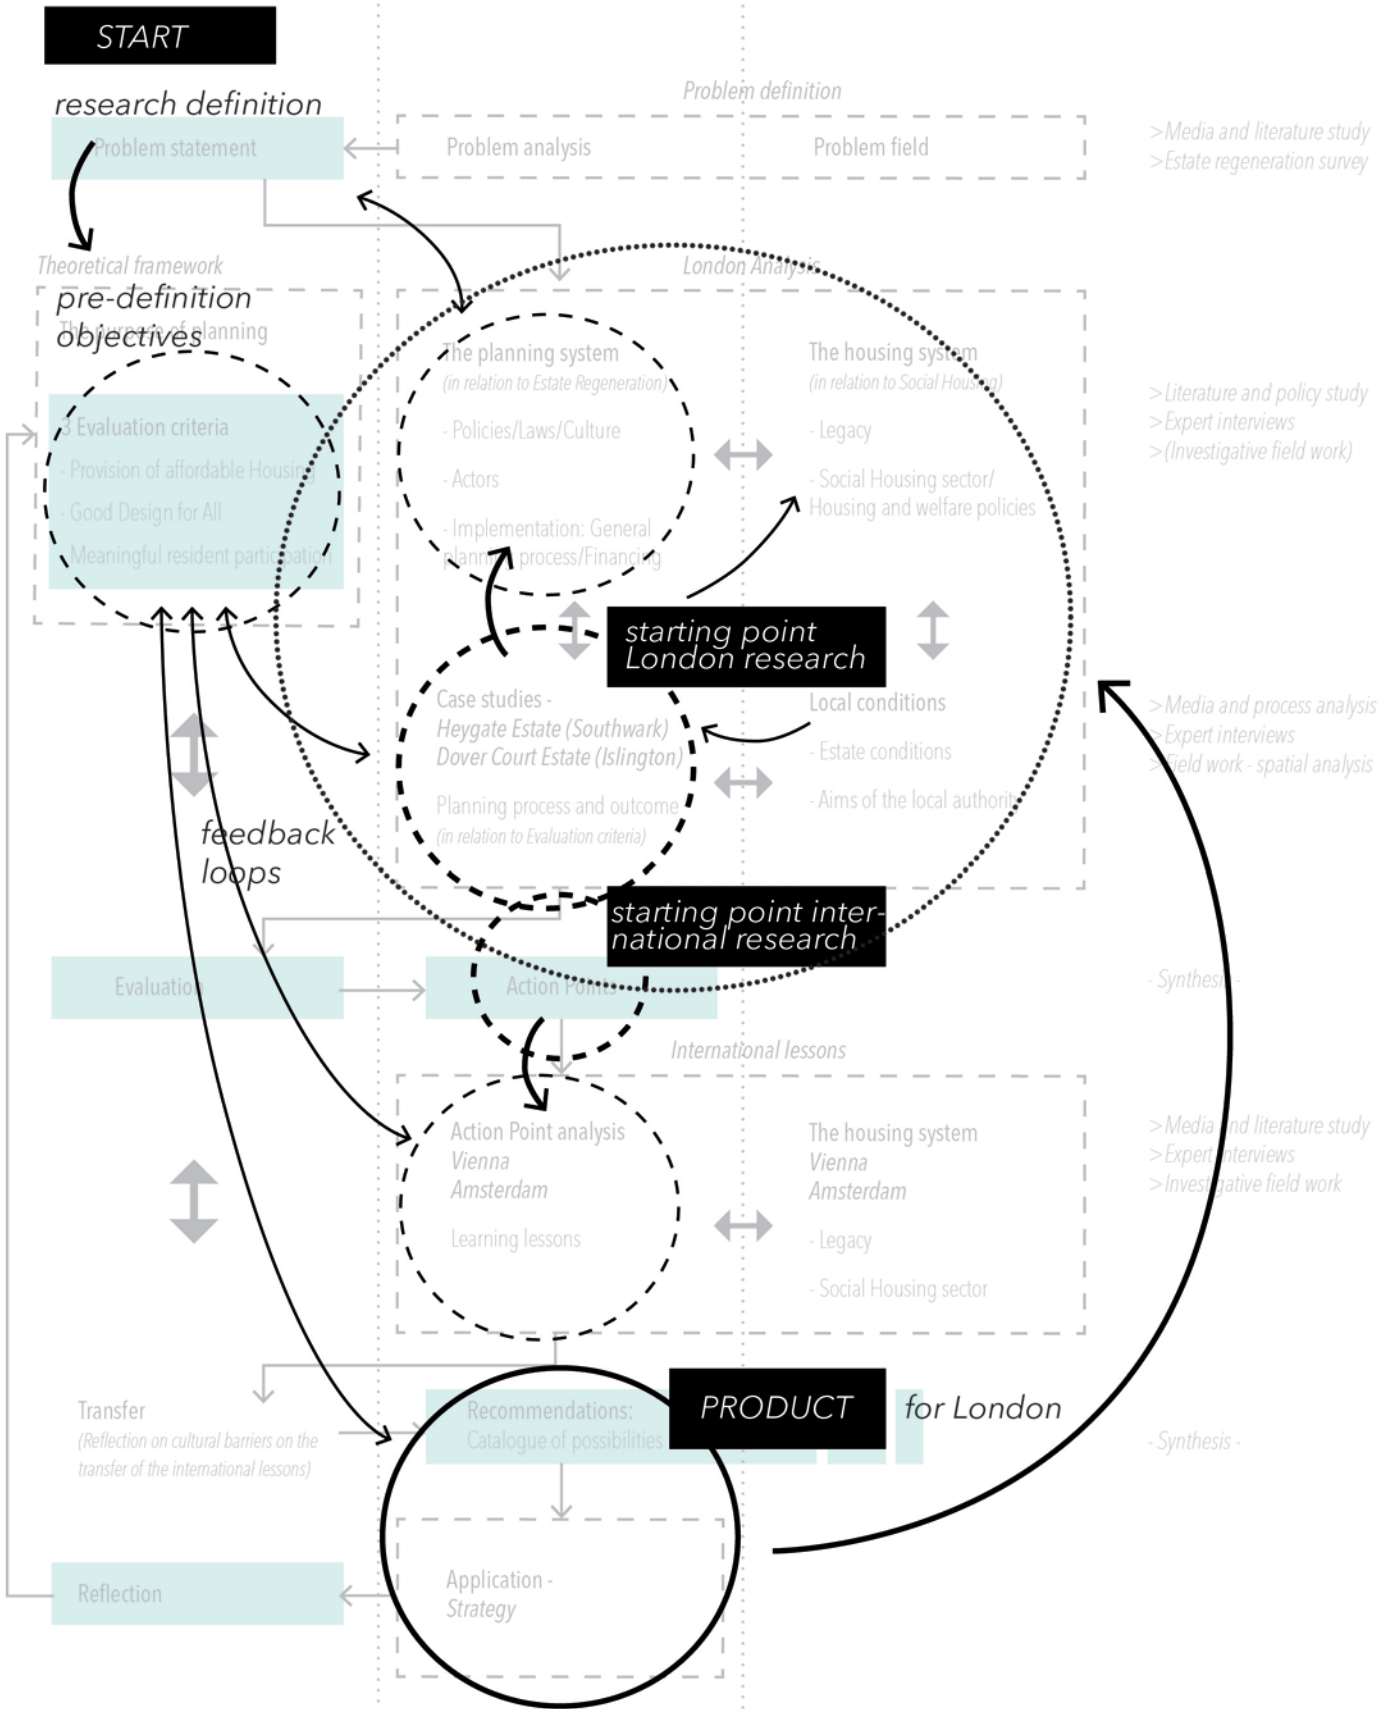 START
research definition
Problem definition
Problem statement
Problem analysis
Problem field
>Media and literature study
>Estate regeneration survey
Theoretical framework
pre-definition
objectives
The purpose of planning
3 Evaluation criteria
- Provision of affordable Housing
- Good Design for All
- Meaningful resident participation
London Analysis
The planning system
(in relation to Estate Regeneration)
- Policies/Laws/Culture
- Actors
- Implementation: General
planning process/Financing
The housing system
(in relation to Social Housing)
- Legacy
- Social Housing sector/
Housing and welfare policies
>Literature and policy study
>Expert interviews
>(Investigative field work)
starting point
London research
Case studies -
Heygate Estate (Southwark)
Dover Court Estate (Islington)
Planning process and outcome
(in relation to Evaluation criteria)
Local conditions
- Estate conditions
- Aims of the local authority
>Media and process analysis
>Expert interviews
>Field work - spatial analysis
feedback
loops
starting point inter-
national research
Evaluation
Action Points
- Synthesis -
International lessons
Action Point analysis
Vienna
Amsterdam
Learning lessons
The housing system
Vienna
Amsterdam
- Legacy
- Social Housing sector
>Media and literature study
>Expert interviews
>Investigative field work
Transfer
(Reflection on cultural barriers on the
transfer of the international lessons)
Recommendations:
Catalogue of possibilities
PRODUCT
for London
- Synthesis -
Reflection
Application -
Strategy